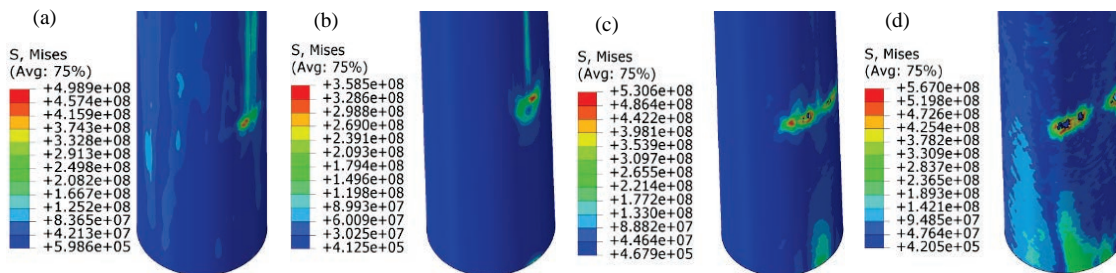 (a)
S, Mises
(Avg: 75%)
+4.989e+08
+4.574e+08
+4.159e+08
+3.743e+08
+3.328e+08
+2.913e+08
+2.498e+08
+2.082e+08
+1.667e+08
+1.252e+08
+8.365e+07
+4.213e+07
+5.986e+05
(b)
S, Mises
(Avg: 75%)
+3.585e+08
+3.286e+08
+2.988e+08
+2.690e+08
+2.391e+08
+2.093e+08
+1.794e+08
+1.496e+08
+1.198e+08
+8.993e+07
+6.009e+07
+3.025e+07
+4.125e+05
(c)
S, Mises
(Avg: 75%)
+5.306e+08
+4.864e+08
+4.422e+08
+3.981e+08
+3.539e+08
+3.097e+08
+2.655e+08
+2.214e+08
+1.772e+08
+1.330e+08
+8.882e+07
+4.464e+07
+4.679e+05
(d)
S, Mises
(Avg: 75%)
+5.670e+08
+5.198e+08
+4.726e+08
+4.254e+08
+3.782e+08
+3.309e+08
+2.837e+08
+2.365e+08
+1.893e+08
+1.421e+08
+9.485e+07
+4.764e+07
+4.205e+05